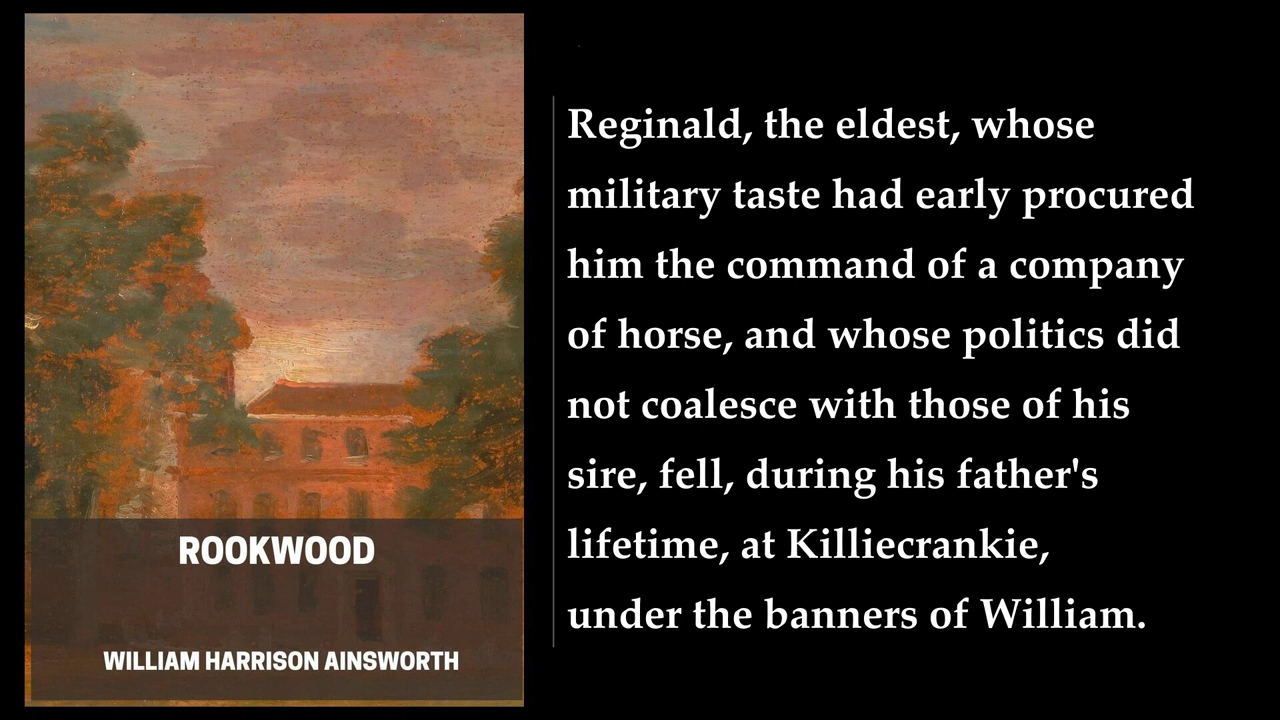 ROOKWOOD
WILLIAM HARRISON AINSWORTH
Reginald, the eldest, whose
military taste had early procured
him the command of a company
of horse, and whose politics did
not coalesce with those of his
sire, fell, during his father's
lifetime, at Killiecrankie,
under the banners of William.